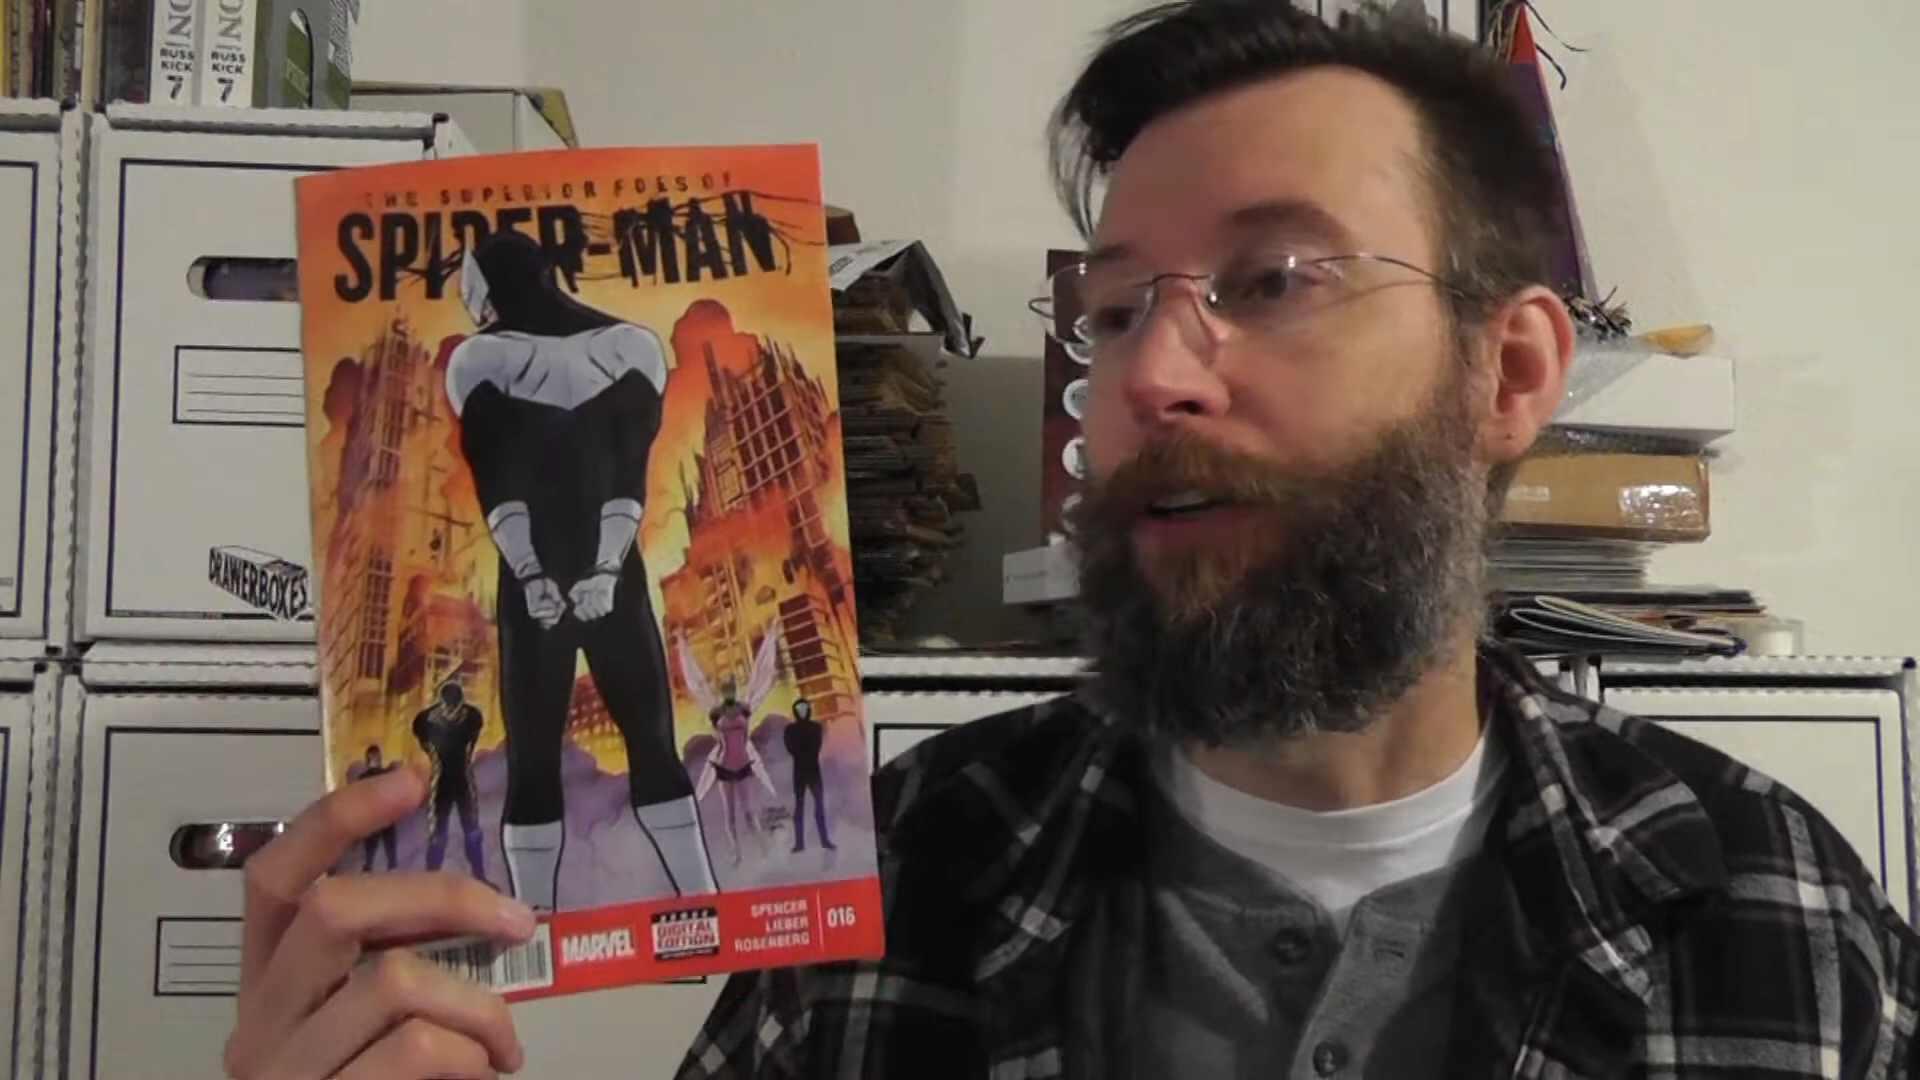 RUSS
KICK
7
RUSS
KICK
7
THE SUPERIOR FOES OF
SPIDER-MAN
DRAWERBOXES
MARVEL
DIGITAL
EDITION
SPENCER
LIEBER
ROSENBERG
016